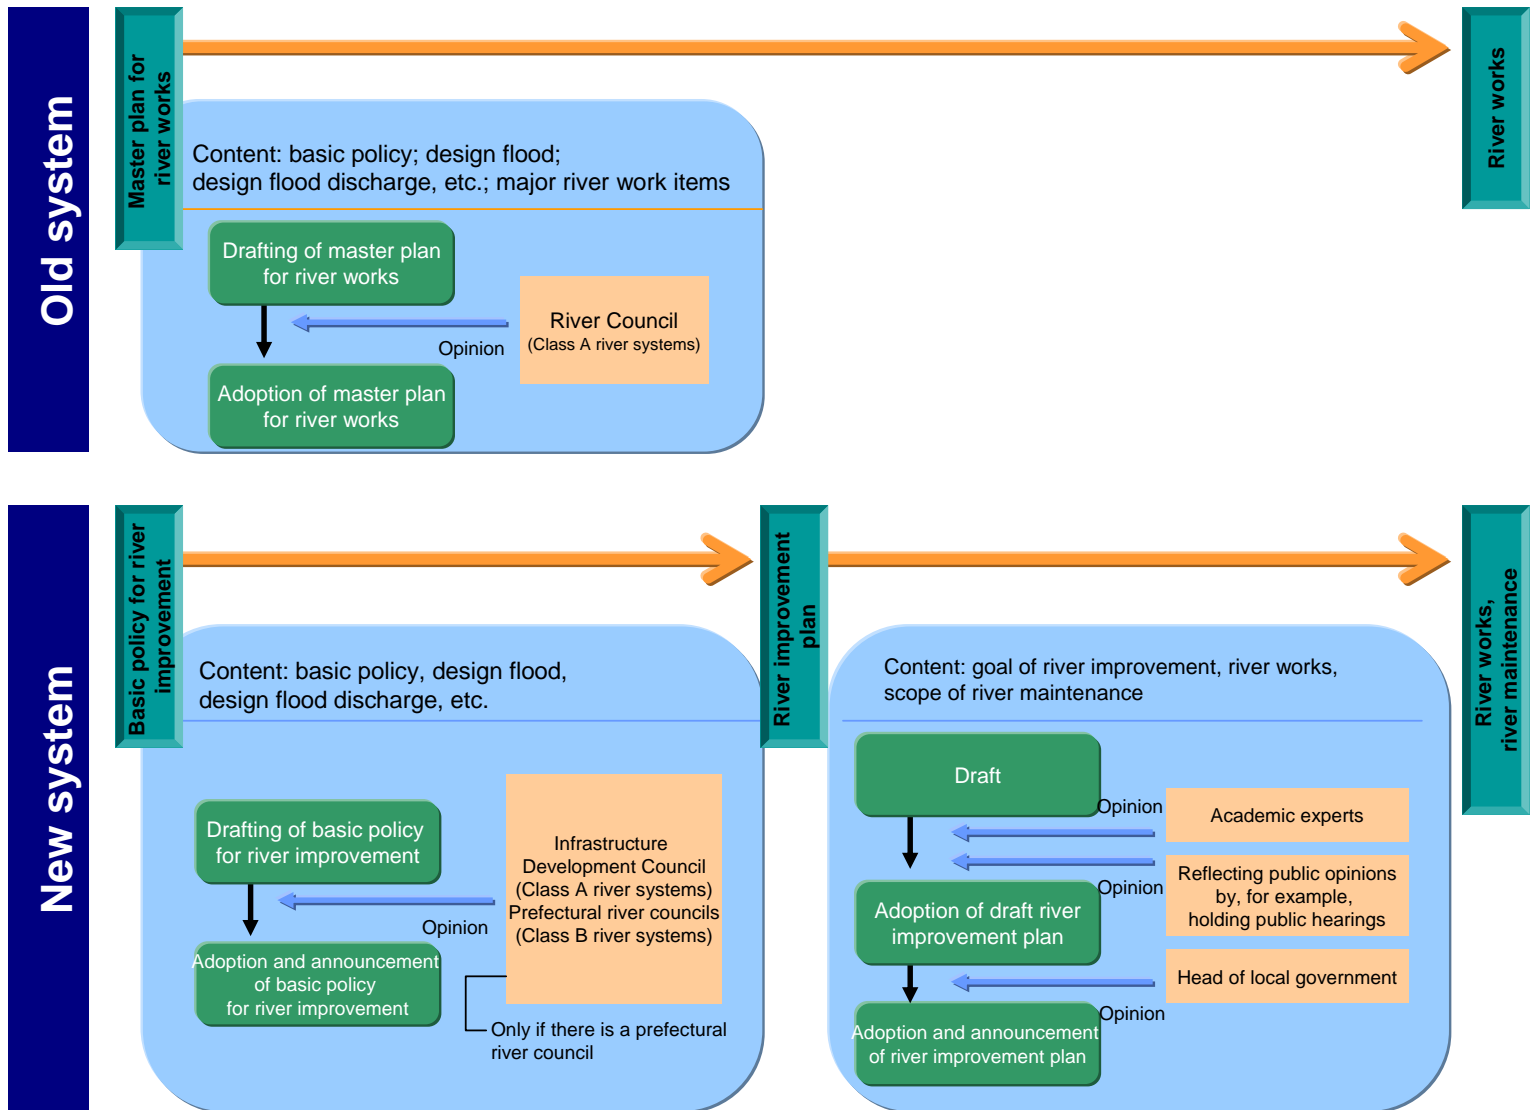 Old system
Master plan for
river works
River works
Content: basic policy; design flood;
design flood discharge, etc.; major river work items
Drafting of master plan
for river works
River Council
(Class A river systems)
Opinion
Adoption of master plan
for river works
New system
Basic policy for river
improvement
River improvement
plan
River works,
river maintenance
Content: basic policy, design flood,
design flood discharge, etc.
Drafting of basic policy
for river improvement
Infrastructure
Development Council
(Class A river systems)
Prefectural river councils
(Class B river systems)
Opinion
Adoption and announcement
of basic policy
for river improvement
Only if there is a prefectural
river council
Content: goal of river improvement, river works,
scope of river maintenance
Draft
Opinion
Academic experts
Opinion
Reflecting public opinions
by, for example,
holding public hearings
Adoption of draft river
improvement plan
Head of local government
Opinion
Adoption and announcement
of river improvement plan